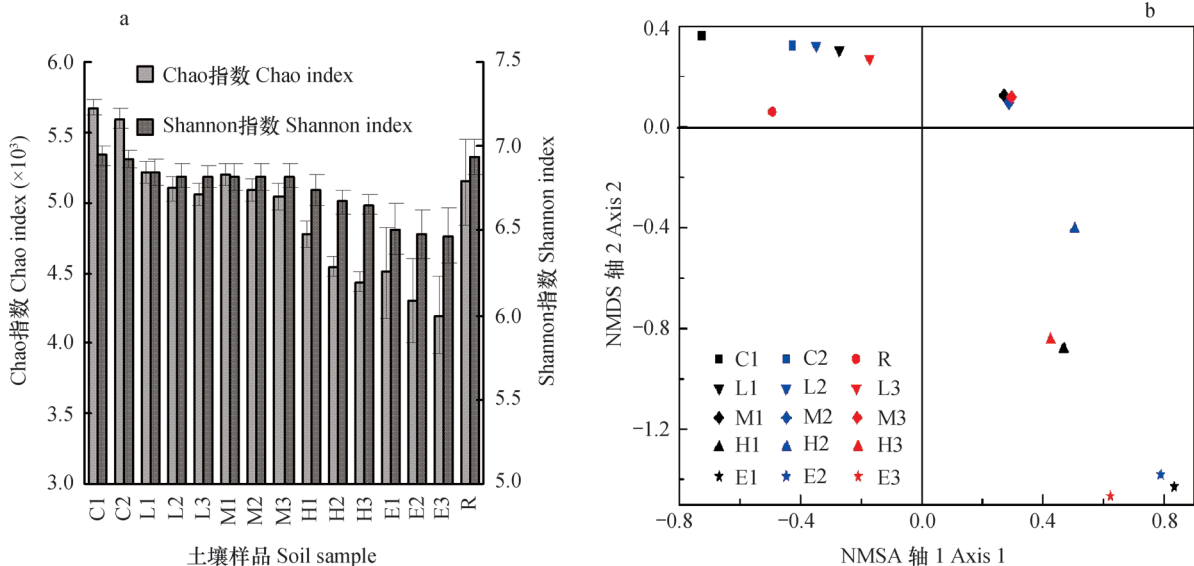 a
Chao指数 Chao index
Shannon指数 Shannon index
Chao指数 Chao index (×10³)
6.0
5.5
5.0
4.5
4.0
3.5
3.0
7.5
7.0
6.5
6.0
5.5
5.0
Shannon指数 Shannon index
C1 C2 L1 L2 L3 M1 M2 M3 H1 H2 H3 E1 E2 E3 R
土壤样品 Soil sample
b
NMDS 轴 2 Axis 2
0.4
0.0
−0.4
−0.8
−1.2
C1 C2 R
L1 L2 L3
M1 M2 M3
H1 H2 H3
E1 E2 E3
−0.8 −0.4 0.0 0.4 0.8
NMSA 轴 1 Axis 1